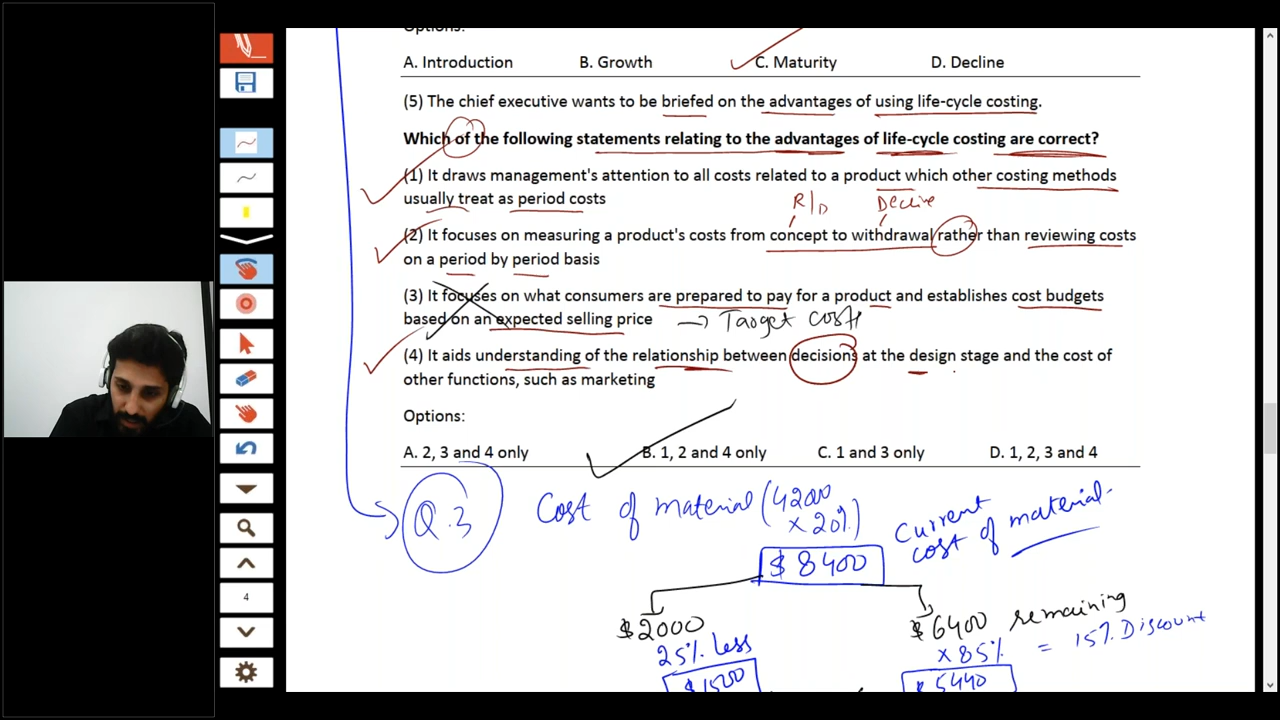 Options:
A. Introduction B. Growth C. Maturity D. Decline
(5) The chief executive wants to be briefed on the advantages of using life-cycle costing.
Which of the following statements relating to the advantages of life-cycle costing are correct?
(1) It draws management's attention to all costs related to a product which other costing methods
usually treat as period costs
R/D Decline
(2) It focuses on measuring a product's costs from concept to withdrawal rather than reviewing costs
on a period by period basis
(3) It focuses on what consumers are prepared to pay for a product and establishes cost budgets
based on an expected selling price → Target costi
(4) It aids understanding of the relationship between decisions at the design stage and the cost of
other functions, such as marketing
Options:
A. 2, 3 and 4 only B. 1, 2 and 4 only C. 1 and 3 only D. 1, 2, 3 and 4
Q.3 Cost of material (42000
× 20%)
Current
cost of material
$ 8400
$2000 $6400 remaining
25% Less × 85% = 15% Discount
$1500 $5440
4